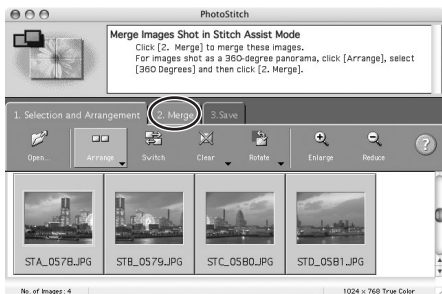 PhotoStitch
Merge Images Shot in Stitch Assist Mode
Click [2. Merge] to merge these images.
For images shot as a 360-degree panorama, click [Arrange], select
[360 Degrees] and then click [2. Merge].
1. Selection and Arrangement 2. Merge 3.Save
Open... Arrange Switch Clear Rotate Enlarge Reduce ?
STA_0578.JPG STB_0579.JPG STC_0580.JPG STD_0581.JPG
No. of Images: 4 1024 x 768 True Color